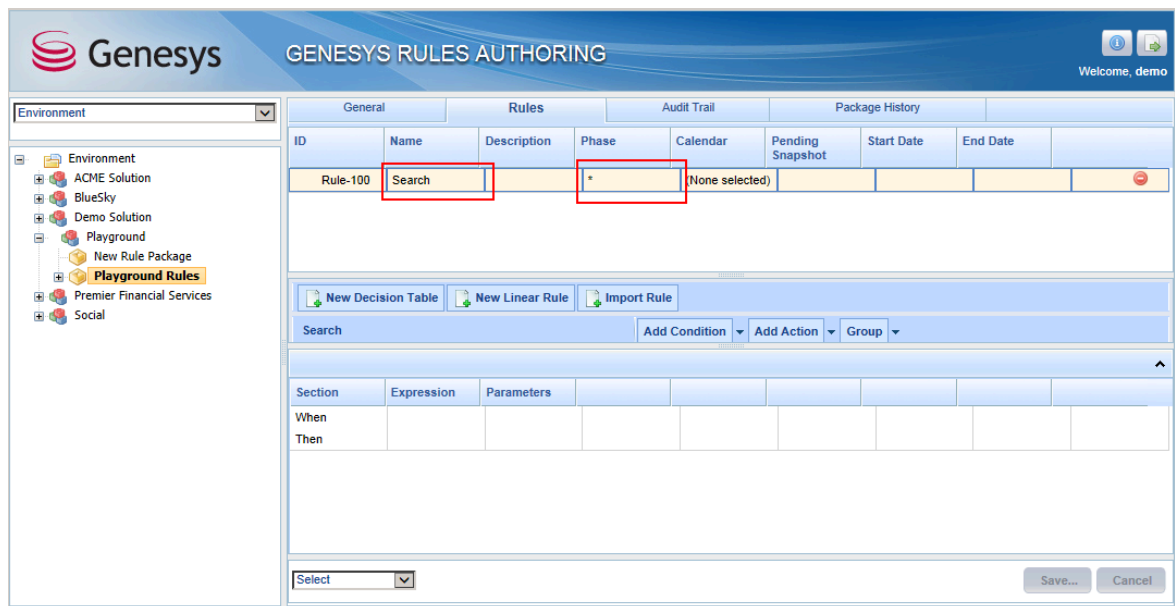 Genesys
GENESYS RULES AUTHORING
Welcome, demo
Environment
General Rules Audit Trail Package History
ID Name Description Phase Calendar Pending Snapshot Start Date End Date
Rule-100 Search * (None selected)
Environment
ACME Solution
BlueSky
Demo Solution
Playground
New Rule Package
Playground Rules
Premier Financial Services
Social
New Decision Table New Linear Rule Import Rule
Search Add Condition Add Action Group
Section Expression Parameters
When
Then
Select Save... Cancel